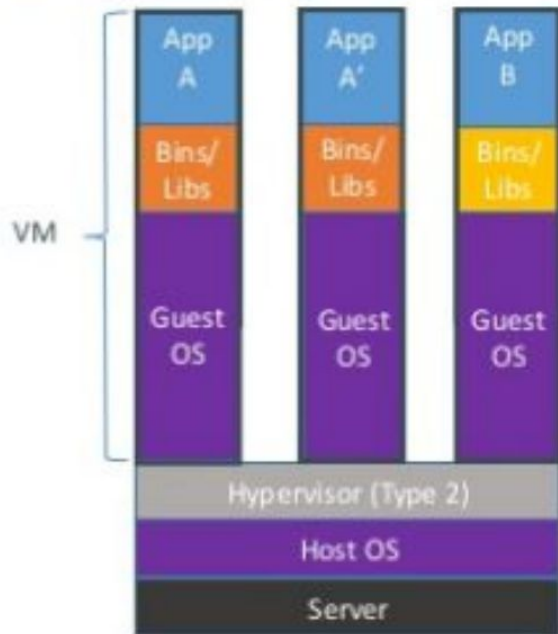 App
A
App
A'
App
B
Bins/
Libs
Bins/
Libs
Bins/
Libs
VM
Guest
OS
Guest
OS
Guest
OS
Hypervisor (Type 2)
Host OS
Server